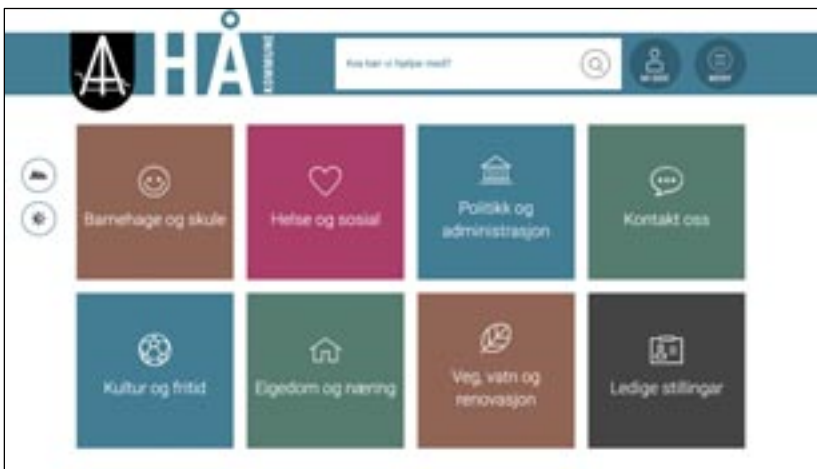 HÅ
KOMMUNE
Kva kan vi hjelpe med?
MENY
Barnehage og skule
Helse og sosial
Politikk og
administrasjon
Kontakt oss
Kultur og fritid
Eigedom og næring
Veg, vatn og
renovasjon
Ledige stillingar